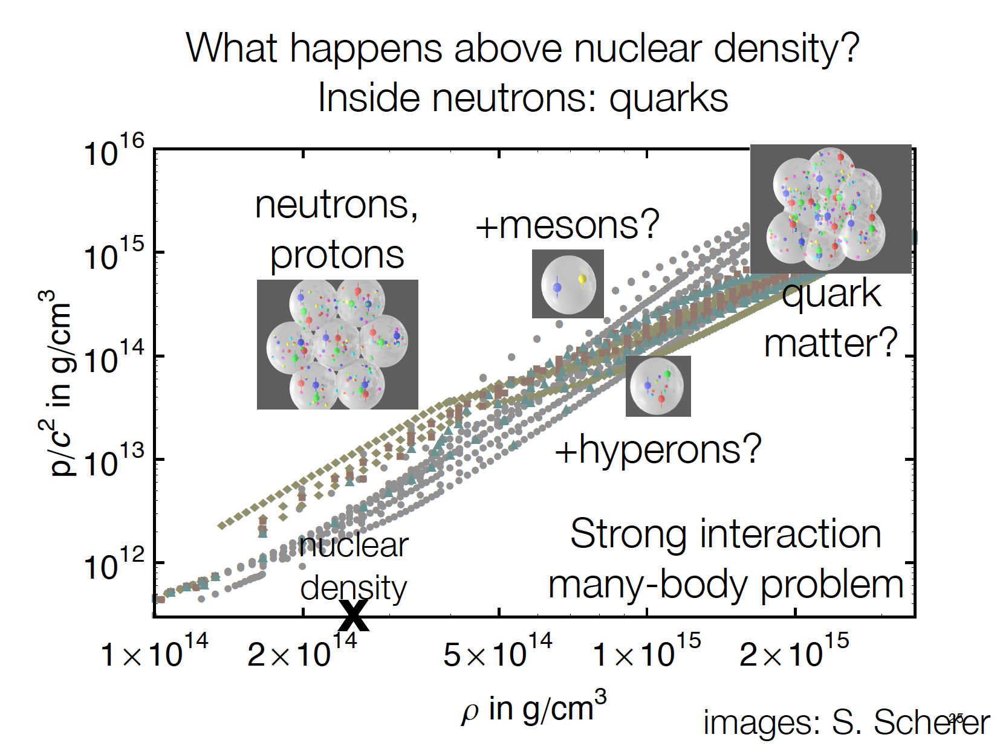 What happens above nuclear density?
Inside neutrons: quarks
10^16
10^15
10^14
10^13
10^12
p/c^2 in g/cm^3
neutrons,
protons
+mesons?
quark
matter?
+hyperons?
nuclear
density
X
Strong interaction
many-body problem
1×10^14 2×10^14 5×10^14 1×10^15 2×10^15
ρ in g/cm^3
images: S. Scherer
25